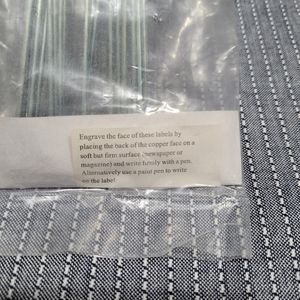 Engrave the face of these labels by
placing the back of the copper face on a
soft but firm surface (newspaper or
magazine) and write firmly with a pen.
Alternatively use a paint pen to write
on the label